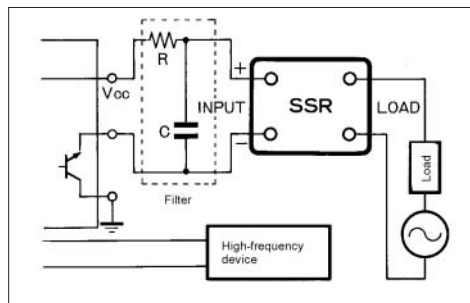 R
Vcc
C
Filter
+
INPUT
−
SSR
LOAD
Load
High-frequency
device